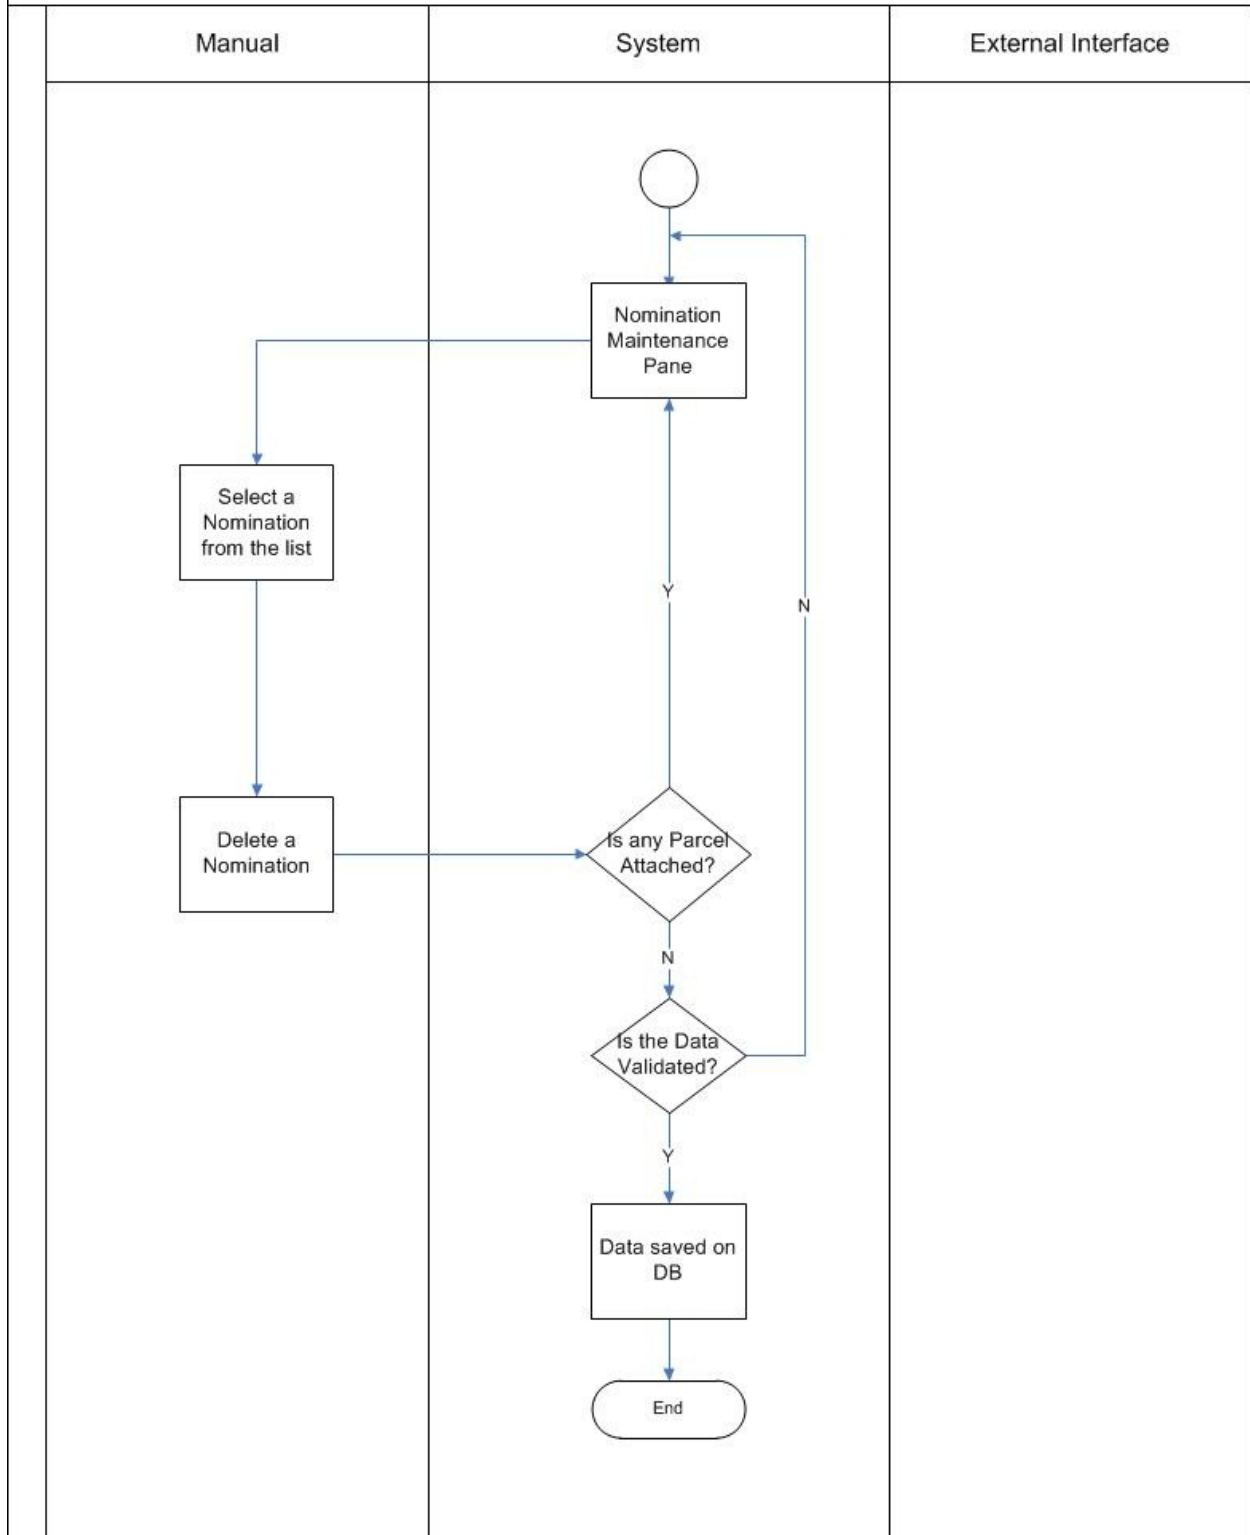 Manual
System
External Interface
Nomination
Maintenance
Pane
Select a
Nomination
from the list
Y
N
Delete a
Nomination
Is any Parcel
Attached?
N
Is the Data
Validated?
Y
Data saved on
DB
End